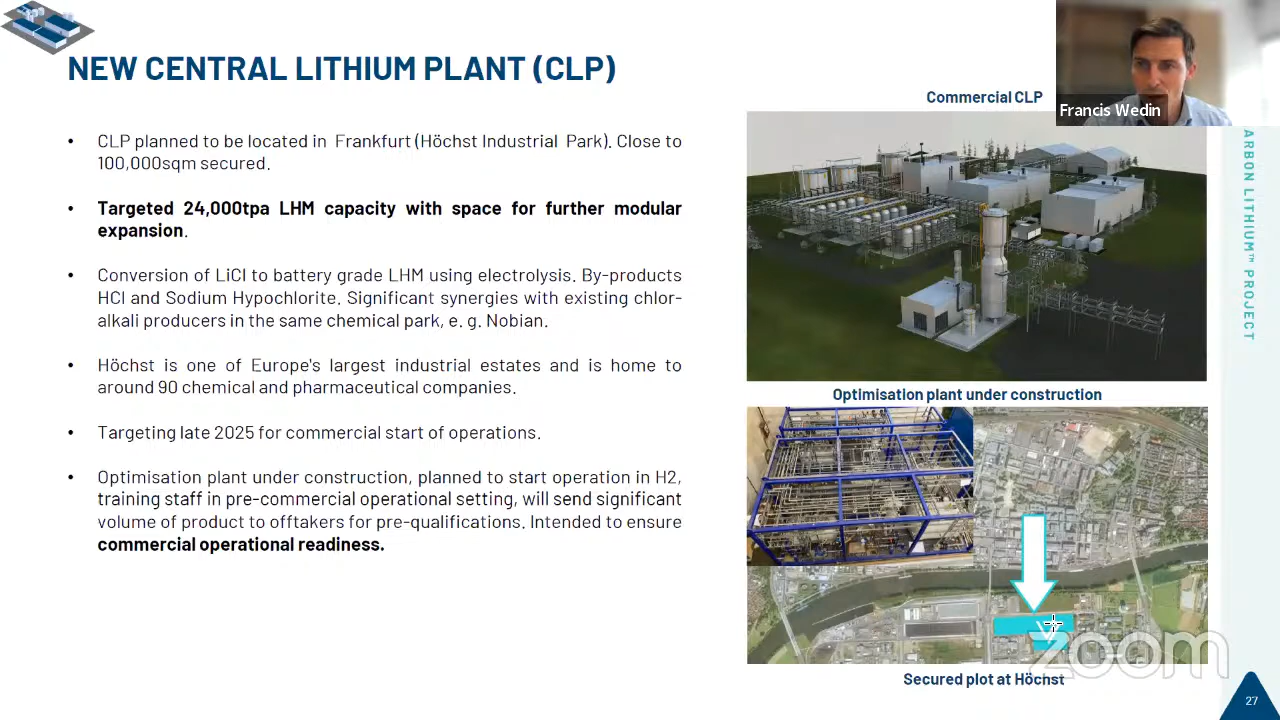 NEW CENTRAL LITHIUM PLANT (CLP)
Commercial CLP
Francis Wedin
• CLP planned to be located in Frankfurt (Höchst Industrial Park). Close to
100,000sqm secured.
• Targeted 24,000tpa LHM capacity with space for further modular
expansion.
• Conversion of LiCl to battery grade LHM using electrolysis. By-products
HCl and Sodium Hypochlorite. Significant synergies with existing chlor-
alkali producers in the same chemical park, e. g. Nobian.
• Höchst is one of Europe's largest industrial estates and is home to
around 90 chemical and pharmaceutical companies.
• Targeting late 2025 for commercial start of operations.
• Optimisation plant under construction, planned to start operation in H2,
training staff in pre-commercial operational setting, will send significant
volume of product to offtakers for pre-qualifications. Intended to ensure
commercial operational readiness.
Optimisation plant under construction
Secured plot at Höchst
ARBON LITHIUM™ PROJECT
zoom
27